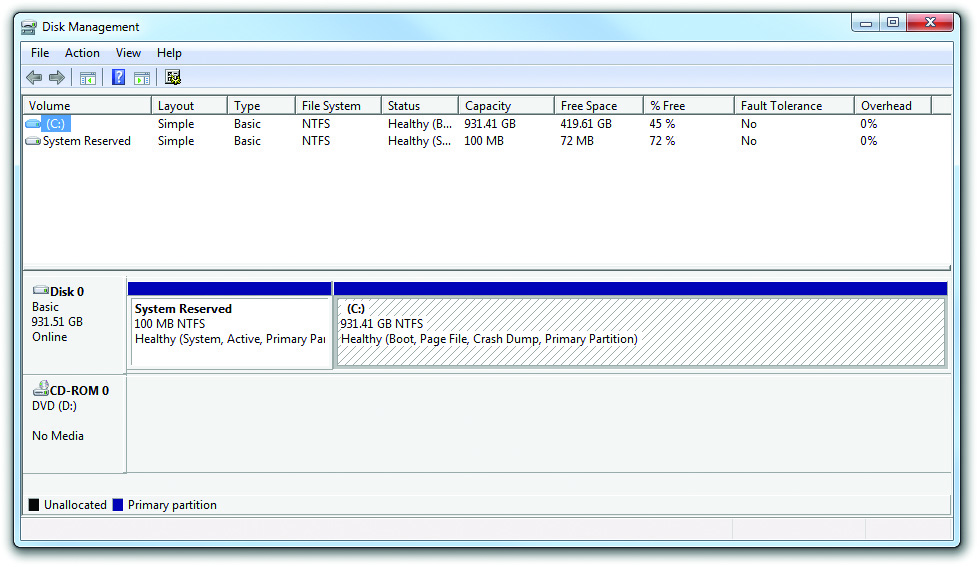 Disk Management
File Action View Help
Volume Layout Type File System Status Capacity Free Space % Free Fault Tolerance Overhead
(C:) Simple Basic NTFS Healthy (B... 931.41 GB 419.61 GB 45 % No 0%
System Reserved Simple Basic NTFS Healthy (S... 100 MB 72 MB 72 % No 0%
Disk 0
Basic
931.51 GB
Online
System Reserved
100 MB NTFS
Healthy (System, Active, Primary Par
(C:)
931.41 GB NTFS
Healthy (Boot, Page File, Crash Dump, Primary Partition)
CD-ROM 0
DVD (D:)
No Media
Unallocated Primary partition